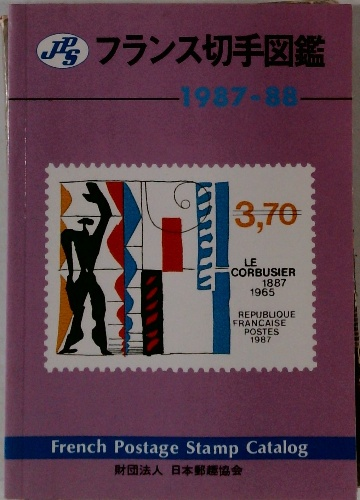 JPS フランス切手図鑑
1987-88
3,70
LE
CORBUSIER
1887
1965
REPUBLIQUE
FRANCAISE
POSTES
1987
French Postage Stamp Catalog
財団法人 日本郵趣協会